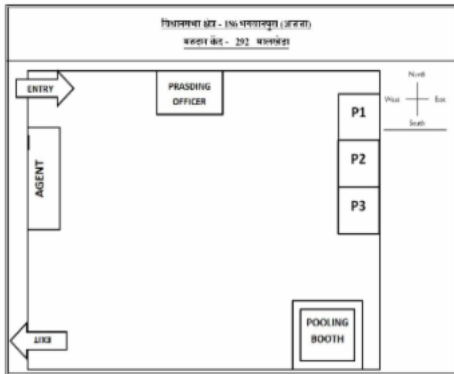 विधानसभा क्षेत्र - 186 भगवानपुरा (अजजा)
मतदान केंद्र - 292 मालखेड़ा
ENTRY
PRASDING
OFFICER
North
West
East
South
P1
P2
P3
AGENT
EXIT
POOLING
BOOTH